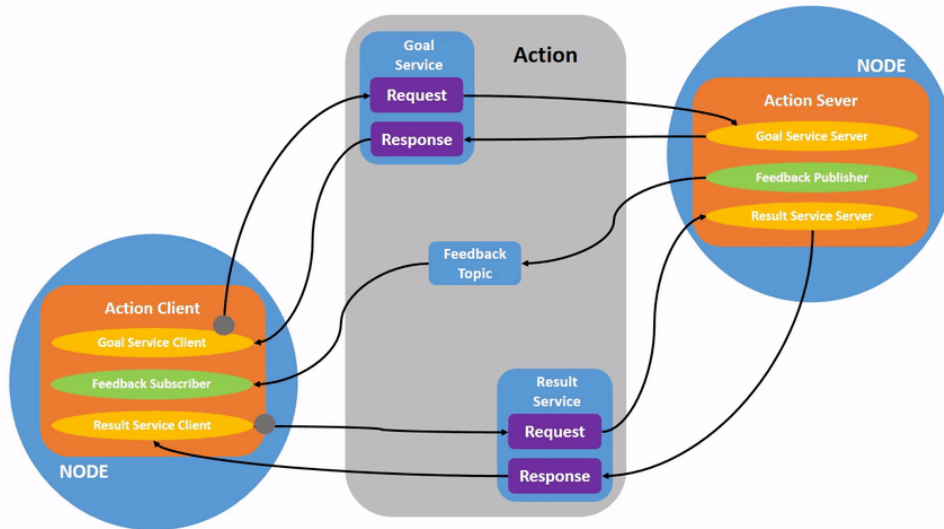 Goal
Service
Request
Response
Action
NODE
Action Sever
Goal Service Server
Feedback Publisher
Result Service Server
Feedback
Topic
Action Client
Goal Service Client
Feedback Subscriber
Result Service Client
NODE
Result
Service
Request
Response